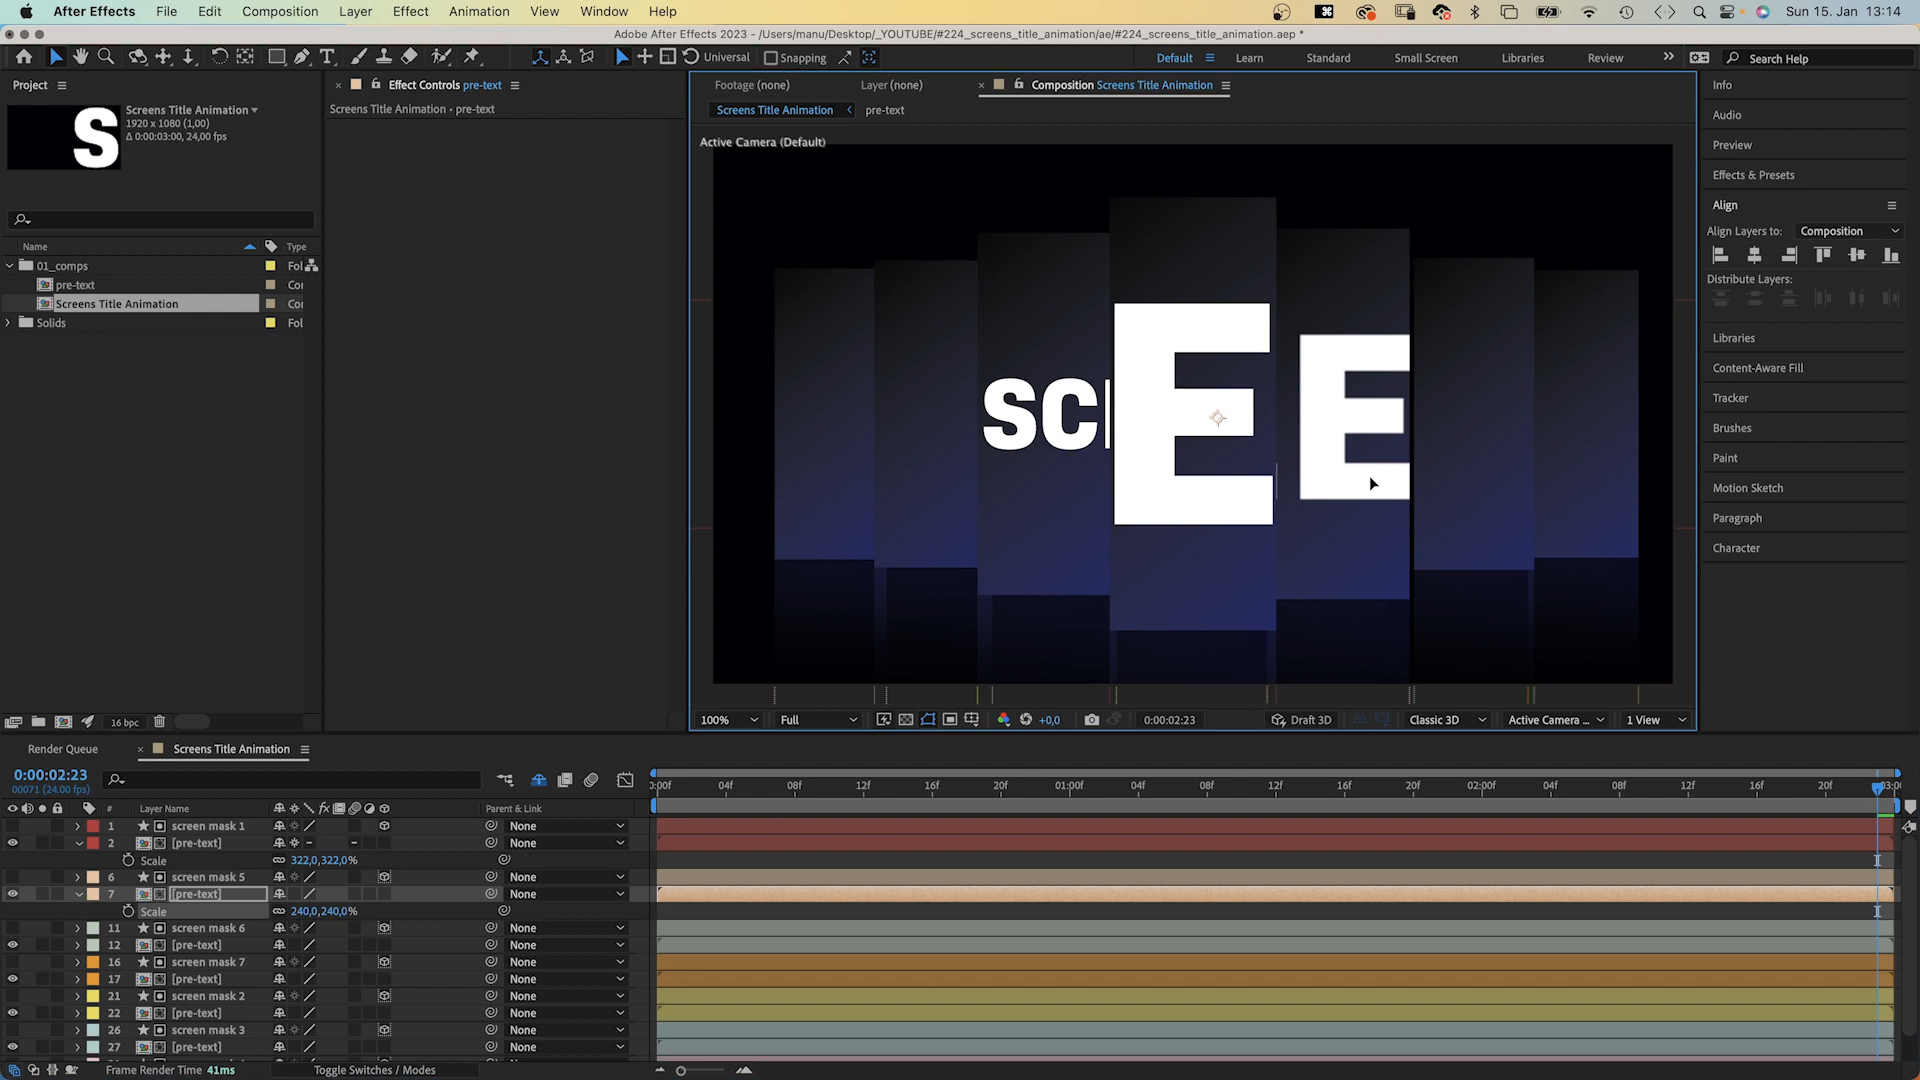 After Effects File Edit Composition Layer Effect Animation View Window Help Sun 15. Jan 13:14
Adobe After Effects 2023 - /Users/manu/Desktop/_YOUTUBE/#224_screens_title_animation/ae/#224_screens_title_animation.aep *
Universal Snapping Default Learn Standard Small Screen Libraries Review Search Help
Project
Screens Title Animation
1920 x 1080 (1,00)
Δ 0:00:03:00, 24,00 fps
S
Name Type
01_comps Fol
pre-text Co
Screens Title Animation Co
Solids Fol
16 bpc
Effect Controls pre-text
Screens Title Animation • pre-text
Footage (none) Layer (none) Composition Screens Title Animation
Screens Title Animation pre-text
Active Camera (Default)
SC E E
100% Full +0,0 0:00:02:23 Draft 3D Classic 3D Active Camera ... 1 View
Info
Audio
Preview
Effects & Presets
Align
Align Layers to: Composition
Distribute Layers:
Libraries
Content-Aware Fill
Tracker
Brushes
Paint
Motion Sketch
Paragraph
Character
Render Queue Screens Title Animation
0:00:02:23
00071 (24.00 fps)
:00f 04f 08f 12f 16f 20f 01:00f 04f 08f 12f 16f 20f 02:00f 04f 08f 12f 16f 20f 03:0
# Layer Name Parent & Link
1 screen mask 1 None
2 [pre-text] None
Scale 322,0,322,0%
6 screen mask 5 None
7 [pre-text] None
Scale 240,0,240,0%
11 screen mask 6 None
12 [pre-text] None
16 screen mask 7 None
17 [pre-text] None
21 screen mask 2 None
22 [pre-text] None
26 screen mask 3 None
27 [pre-text] None
Frame Render Time 41ms Toggle Switches / Modes